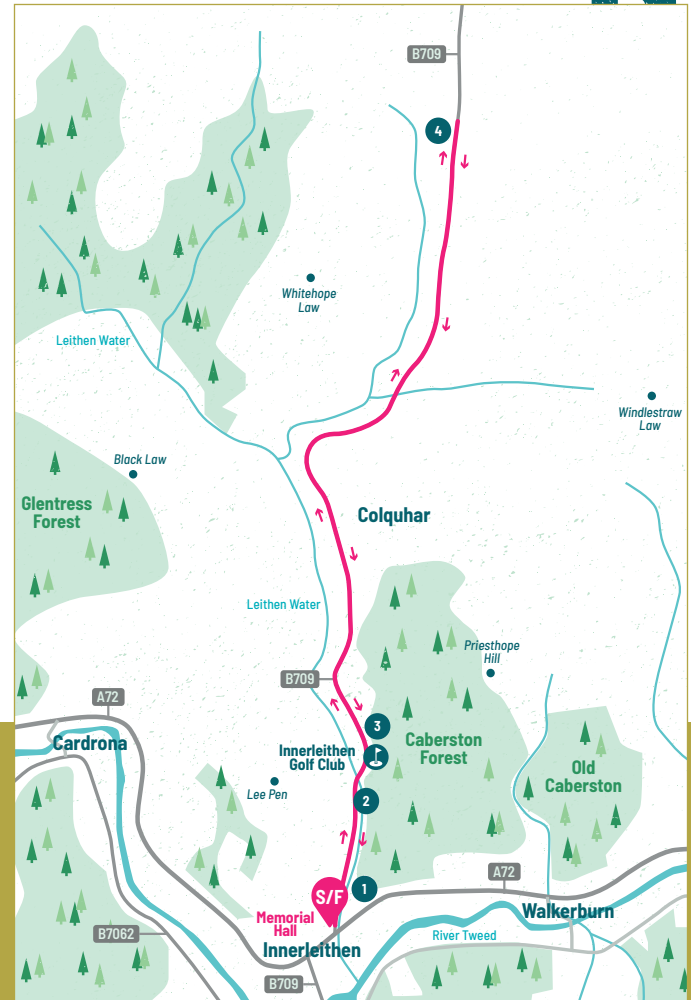 B709
4
Whitehope
Law
Leithen Water
Windlestraw
Law
Black Law
Glentress
Forest
Colquhar
Leithen Water
Priesthope
Hill
B709
A72
3
Cardrona
Innerleithen
Golf Club
Caberston
Forest
Old
Caberston
Lee Pen
2
A72
1
S/F
Memorial
Hall
Walkerburn
B7062
River Tweed
Innerleithen
B709